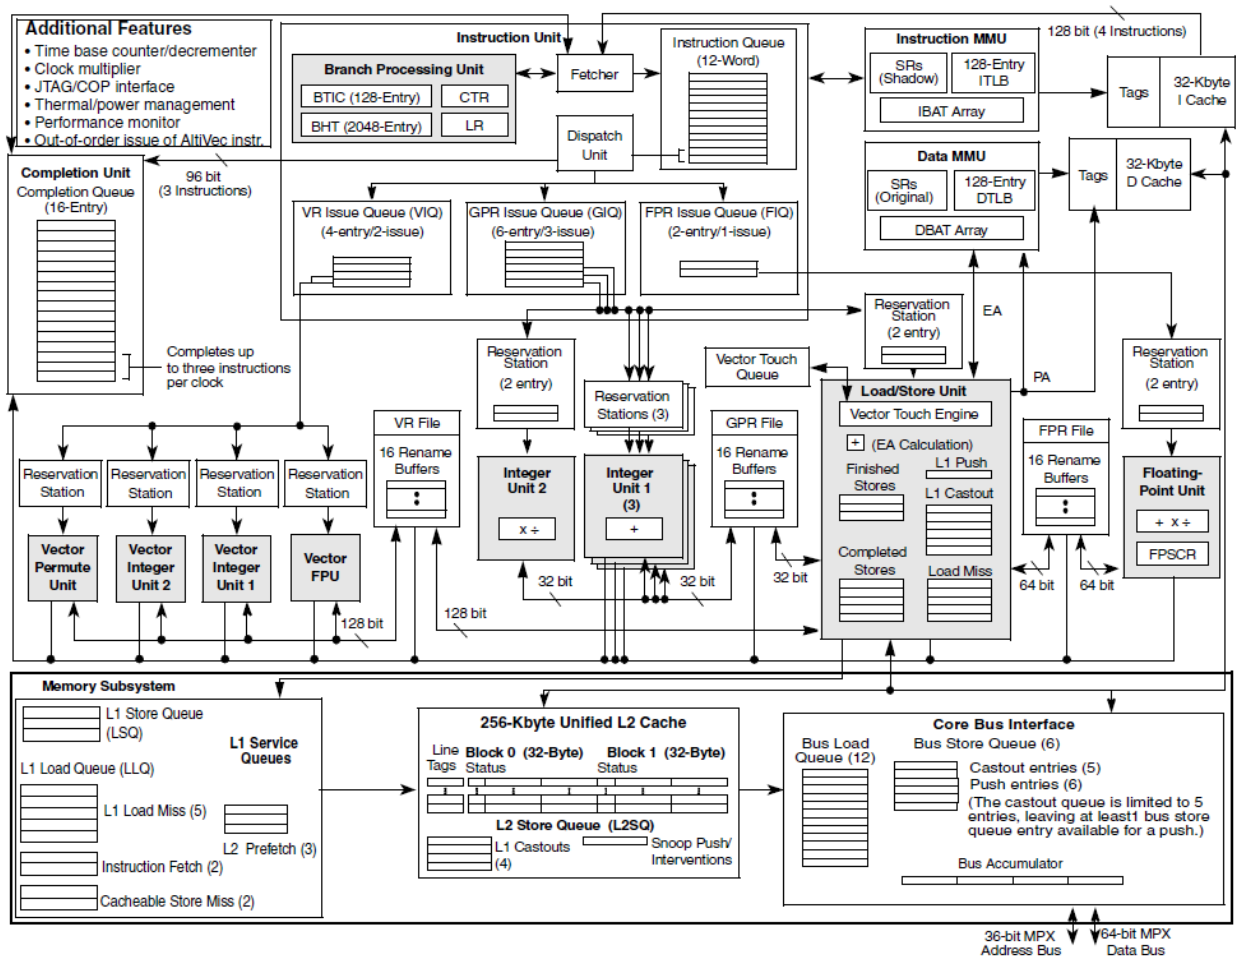 Additional Features
• Time base counter/decrementer
• Clock multiplier
• JTAG/COP interface
• Thermal/power management
• Performance monitor
• Out-of-order issue of AltiVec instr.
Instruction Unit
Branch Processing Unit
BTIC (128-Entry)
CTR
BHT (2048-Entry)
LR
Fetcher
Instruction Queue
(12-Word)
Dispatch
Unit
128 bit (4 Instructions)
Instruction MMU
SRs
(Shadow)
128-Entry
ITLB
IBAT Array
Tags
32-Kbyte
I Cache
Data MMU
SRs
(Original)
128-Entry
DTLB
DBAT Array
Tags
32-Kbyte
D Cache
Completion Unit
Completion Queue
(16-Entry)
96 bit
(3 Instructions)
Completes up
to three instructions
per clock
VR Issue Queue (VIQ)
(4-entry/2-issue)
GPR Issue Queue (GIQ)
(6-entry/3-issue)
FPR Issue Queue (FIQ)
(2-entry/1-issue)
EA
PA
Reservation
Station
(2 entry)
Reservation
Station
(2 entry)
Reservation
Station
(2 entry)
Vector Touch
Queue
Reservation
Stations (3)
Load/Store Unit
Vector Touch Engine
+
(EA Calculation)
L1 Push
Finished
Stores
L1 Castout
Completed
Stores
Load Miss
VR File
16 Rename
Buffers
GPR File
16 Rename
Buffers
FPR File
16 Rename
Buffers
Reservation
Station
Reservation
Station
Reservation
Station
Reservation
Station
Integer
Unit 2
x ÷
Integer
Unit 1
(3)
+
Floating-
Point Unit
+ x ÷
FPSCR
Vector
Permute
Unit
Vector
Integer
Unit 2
Vector
Integer
Unit 1
Vector
FPU
128 bit
128 bit
32 bit
32 bit
32 bit
64 bit
64 bit
Memory Subsystem
L1 Store Queue
(LSQ)
L1 Service
Queues
L1 Load Queue (LLQ)
L1 Load Miss (5)
L2 Prefetch (3)
Instruction Fetch (2)
Cacheable Store Miss (2)
256-Kbyte Unified L2 Cache
Line
Tags
Block 0 (32-Byte)
Status
Block 1 (32-Byte)
Status
L2 Store Queue (L2SQ)
L1 Castouts
(4)
Snoop Push/
Interventions
Core Bus Interface
Bus Load
Queue (12)
Bus Store Queue (6)
Castout entries (5)
Push entries (6)
(The castout queue is limited to 5
entries, leaving at least1 bus store
queue entry available for a push.)
Bus Accumulator
36-bit MPX
Address Bus
64-bit MPX
Data Bus